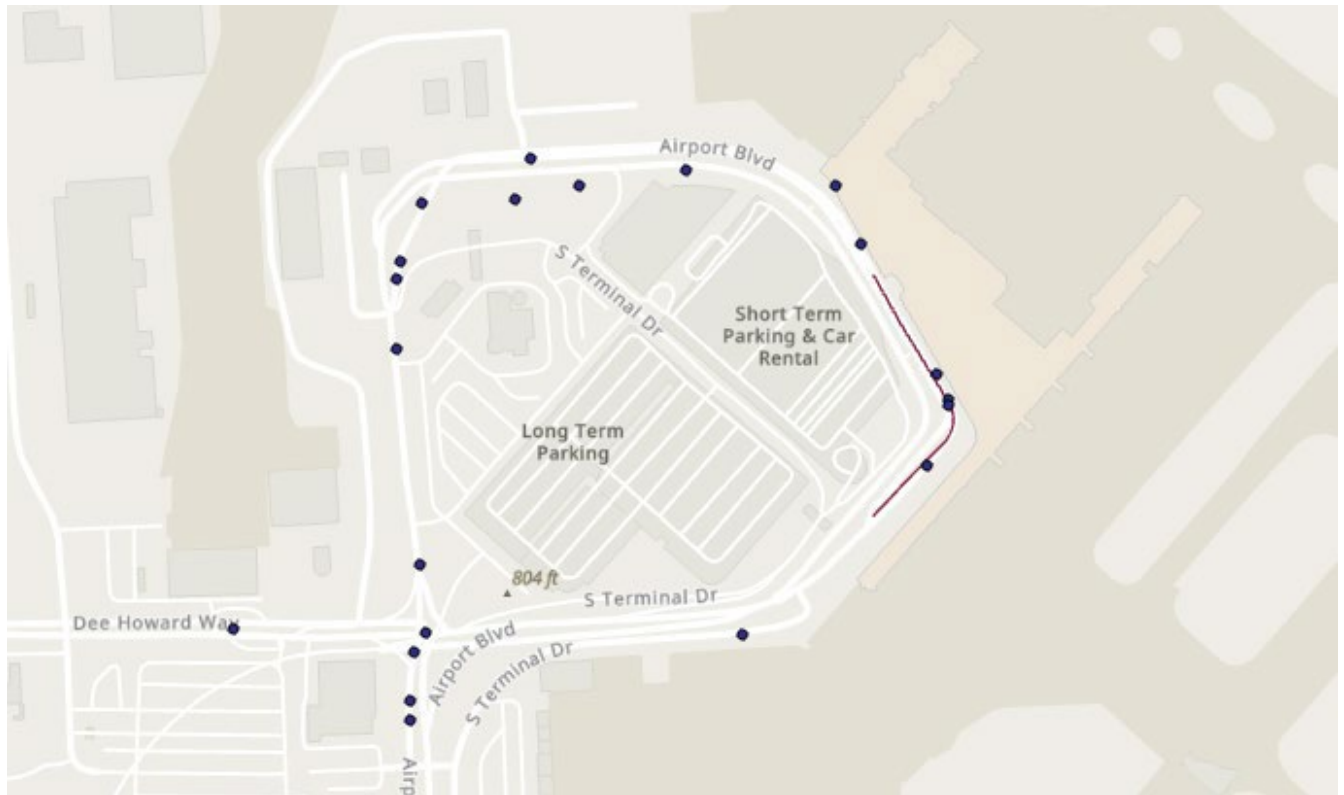 Airport Blvd
S Terminal Dr
Short Term
Parking & Car
Rental
Long Term
Parking
804 ft
S Terminal Dr
Dee Howard Way
Airport Blvd
S Terminal Dr
Airp